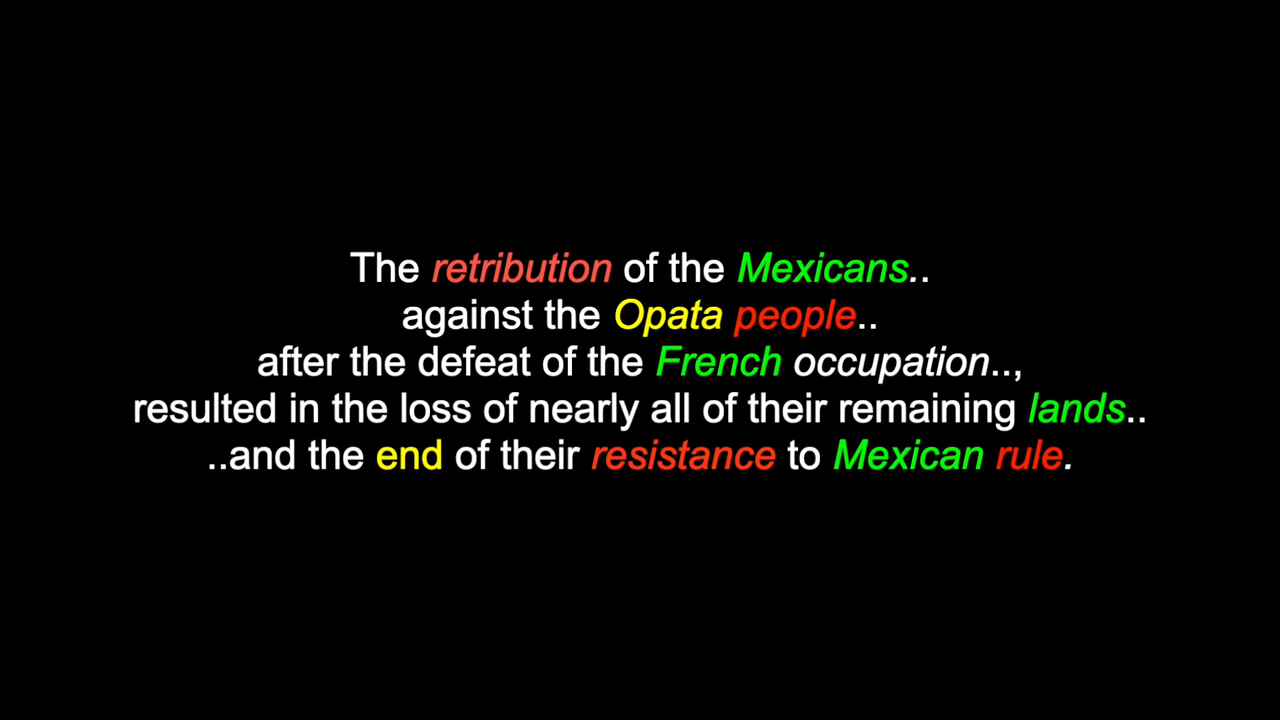 The retribution of the Mexicans..
against the Opata people..
after the defeat of the French occupation..,
resulted in the loss of nearly all of their remaining lands..
..and the end of their resistance to Mexican rule.